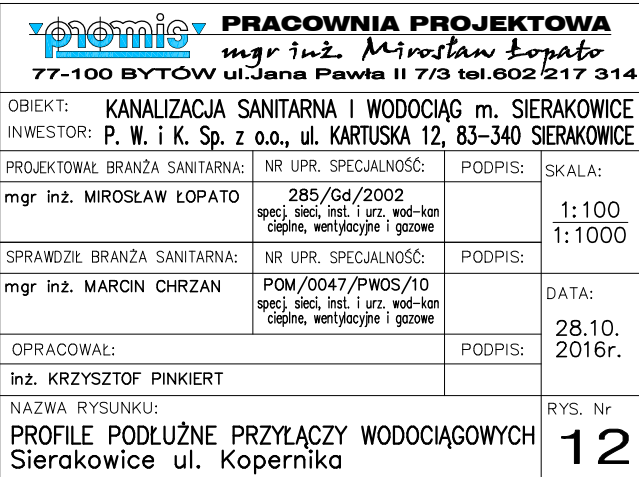 promis PRACOWNIA PROJEKTOWA
mgr inż. Mirosław Łopato
77-100 BYTÓW ul.Jana Pawła II 7/3 tel.602 217 314
OBIEKT: KANALIZACJA SANITARNA I WODOCIĄG m. SIERAKOWICE
INWESTOR: P. W. i K. Sp. z o.o., ul. KARTUSKA 12, 83-340 SIERAKOWICE
PROJEKTOWAŁ BRANŻA SANITARNA: NR UPR. SPECJALNOŚĆ: PODPIS: SKALA:
mgr inż. MIROSŁAW ŁOPATO 285/Gd/2002
specj. sieci, inst. i urz. wod-kan
cieplne, wentylacyjne i gazowe
1:100
1:1000
SPRAWDZIŁ BRANŻA SANITARNA: NR UPR. SPECJALNOŚĆ: PODPIS:
mgr inż. MARCIN CHRZAN POM/0047/PWOS/10
specj. sieci, inst. i urz. wod-kan
cieplne, wentylacyjne i gazowe
DATA:
28.10.
2016r.
OPRACOWAŁ: PODPIS:
inż. KRZYSZTOF PINKIERT
NAZWA RYSUNKU: RYS. Nr
PROFILE PODŁUŻNE PRZYŁĄCZY WODOCIĄGOWYCH
Sierakowice ul. Kopernika
12